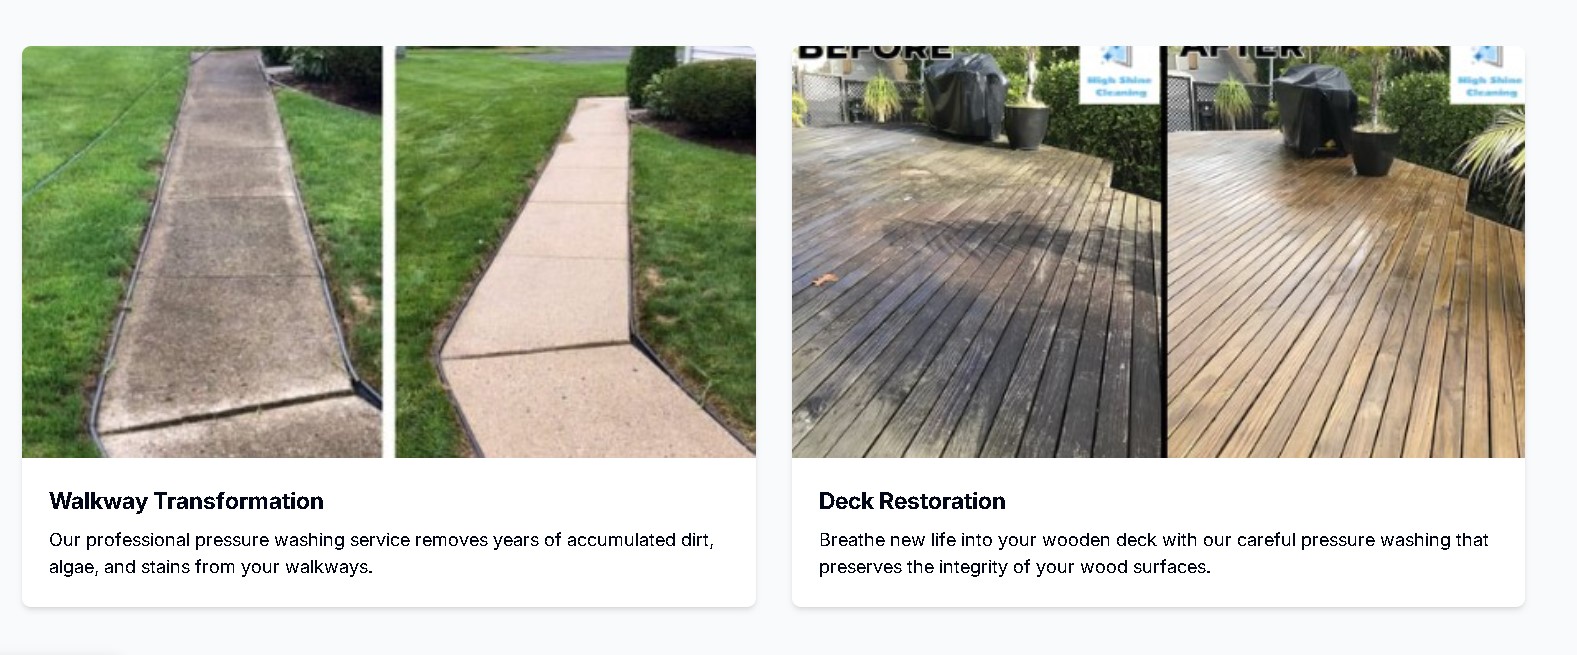 BEFORE
AFTER
High Shine
Cleaning
High Shine
Cleaning
Walkway Transformation
Our professional pressure washing service removes years of accumulated dirt,
algae, and stains from your walkways.
Deck Restoration
Breathe new life into your wooden deck with our careful pressure washing that
preserves the integrity of your wood surfaces.